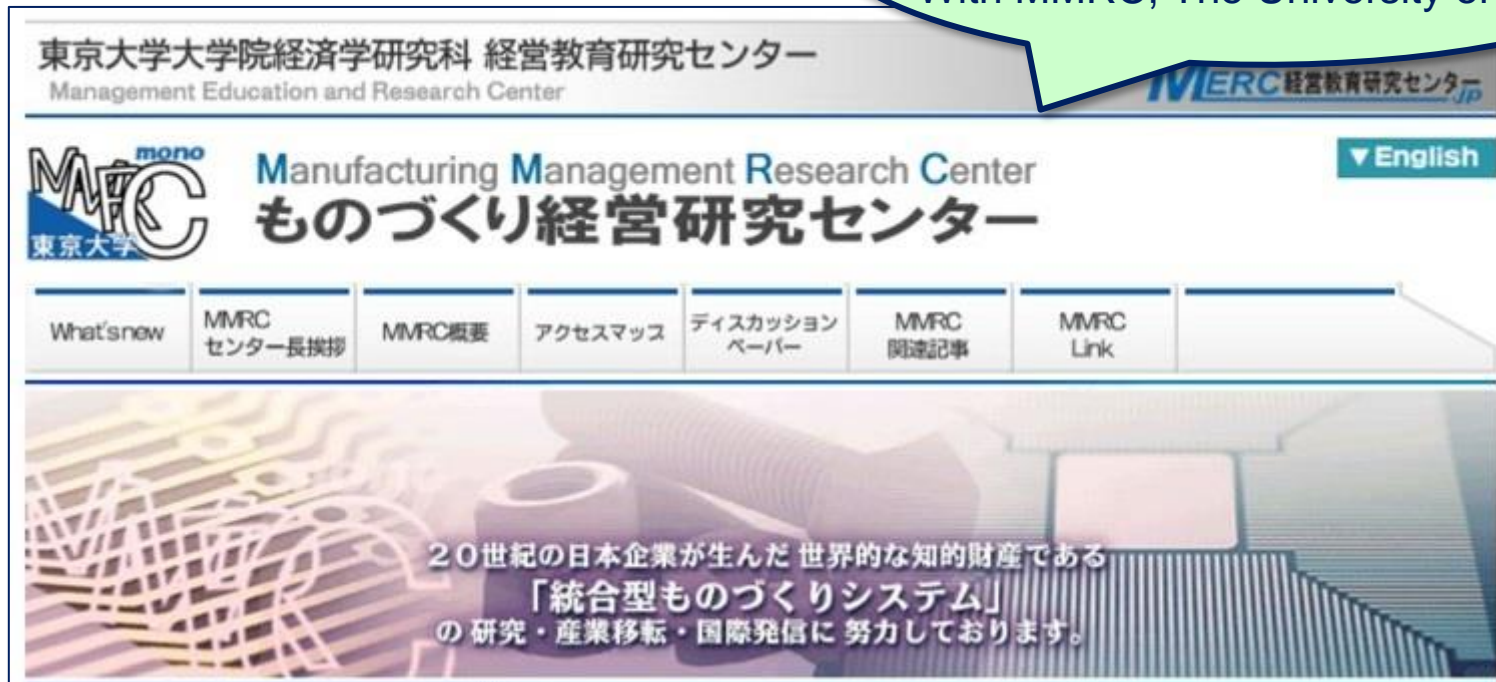 With MMRC, The University of
東京大学大学院経済学研究科 経営教育研究センター
Management Education and Research Center
MERC経営教育研究センター.jp
mono
MMRC
東京大学
Manufacturing Management Research Center
ものづくり経営研究センター
▼English
What'snew
MMRC
センター長挨拶
MMRC概要
アクセスマップ
ディスカッション
ペーパー
MMRC
関連記事
MMRC
Link
20世紀の日本企業が生んだ 世界的な知的財産である
「統合型ものづくりシステム」
の 研究・産業移転・国際発信に 努力しております。